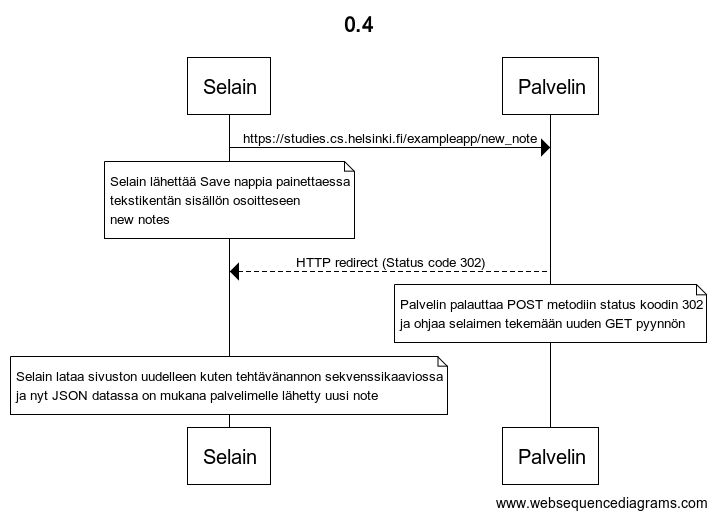 0.4
Selain
Palvelin
https://studies.cs.helsinki.fi/exampleapp/new_note
Selain lähettää Save nappia painettaessa
tekstikentän sisällön osoitteseen
new notes
HTTP redirect (Status code 302)
Palvelin palauttaa POST metodiin status koodin 302
ja ohjaa selaimen tekemään uuden GET pyynnön
Selain lataa sivuston uudelleen kuten tehtävänannon sekvenssikaaviossa
ja nyt JSON datassa on mukana palvelimelle lähetty uusi note
Selain
Palvelin
www.websequencediagrams.com